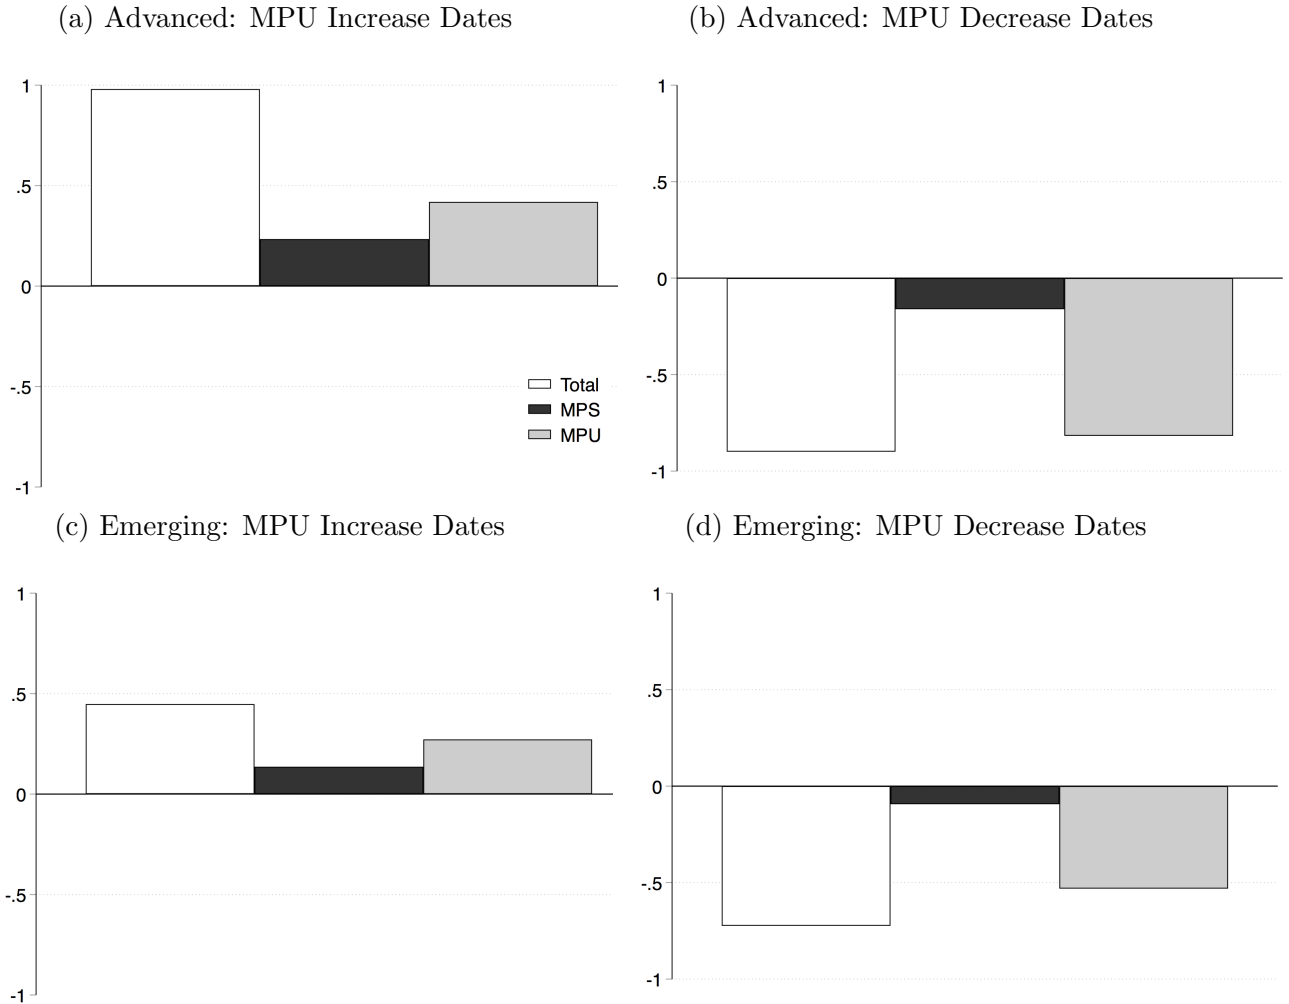 (a) Advanced: MPU Increase Dates
(b) Advanced: MPU Decrease Dates
1
.5
0
-.5
-1
Total
MPS
MPU
1
.5
0
-.5
-1
(c) Emerging: MPU Increase Dates
(d) Emerging: MPU Decrease Dates
1
.5
0
-.5
-1
1
.5
0
-.5
-1